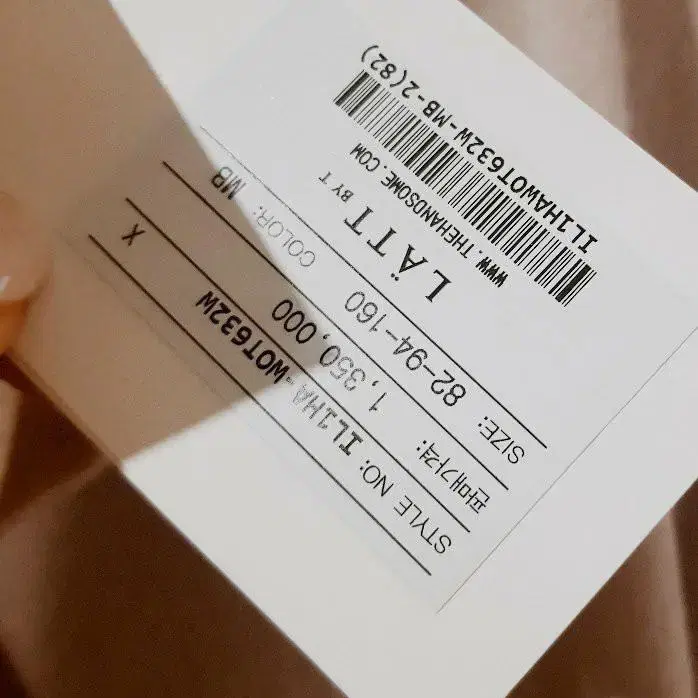 STYLE NO: IL1HA-WOT632W X
판매가격: 1,350,000
SIZE: 82-94-160 COLOR: MB
LÄTT BY T
WWW.THEHANDSOME.COM
IL1HAWOT632W-MB-2(82)